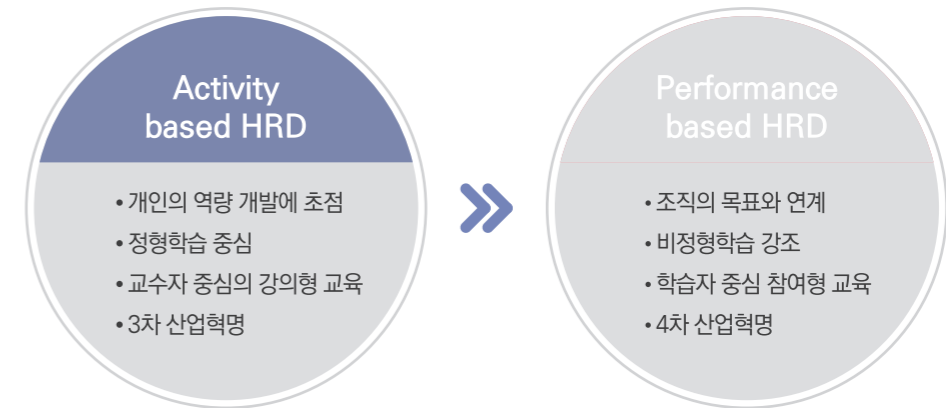 Activity
based HRD
• 개인의 역량 개발에 초점
• 정형학습 중심
• 교수자 중심의 강의형 교육
• 3차 산업혁명
Performance
based HRD
• 조직의 목표와 연계
• 비정형학습 강조
• 학습자 중심 참여형 교육
• 4차 산업혁명